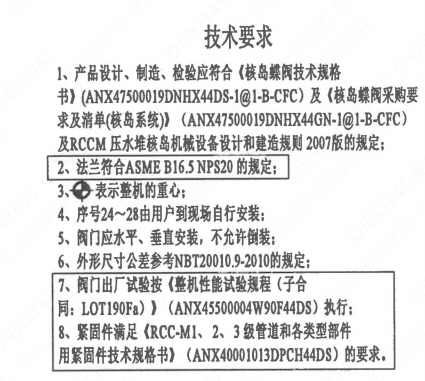 技术要求
1、产品设计、制造、检验应符合《核岛蝶阀技术规格
书》(ANX47500019DNHX44DS-1@1-B-CFC) 及《核岛蝶阀采购要
求及清单(核岛系统)》 (ANX47500019DNHX44GN-1@1-B-CFC)
及RCCM 压水堆核岛机械设备设计和建造规则 2007版的规定;
2、法兰符合ASME B16.5 NPS20 的规定;
3、表示整机的重心;
4、序号24～28由用户到现场自行安装;
5、阀门应水平、垂直安装，不允许倒装;
6、外形尺寸公差参考NBT20010.9-2010的规定;
7、阀门出厂试验按《整机性能试验规程（子合
同: LOT190Fa）》 (ANX45500004W90F44DS) 执行;
8、紧固件满足《RCC-M1、2、3 级管道和各类型部件
用紧固件技术规格书》 (ANX40001013DPCH44DS) 的要求。